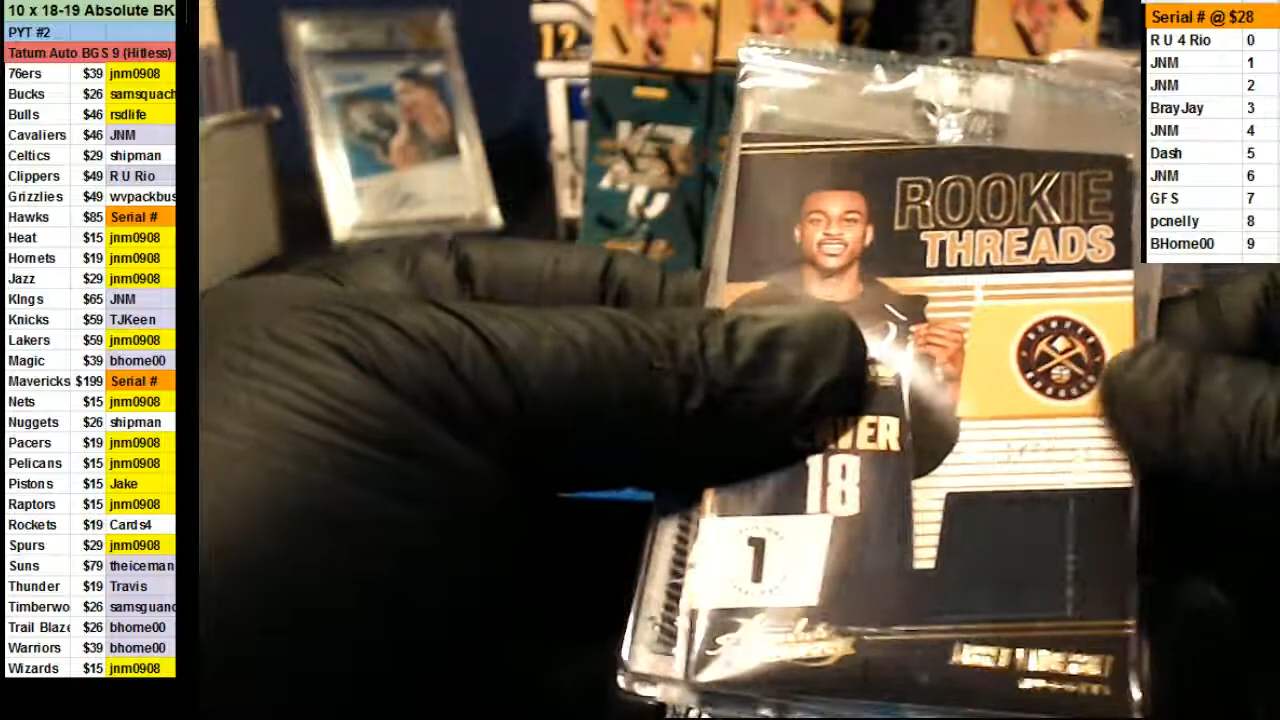 10 x 18-19 Absolute BK
PYT #2
Tatum Auto BGS 9 (Hitless)
76ers $39 jnm0908
Bucks $26 samsquach
Bulls $46 rsdlife
Cavaliers $46 JNM
Celtics $29 shipman
Clippers $49 R U Rio
Grizzlies $49 wvpackbus
Hawks $85 Serial #
Heat $15 jnm0908
Hornets $19 jnm0908
Jazz $29 jnm0908
KIngs $65 JNM
Knicks $59 TJKeen
Lakers $59 jnm0908
Magic $39 bhome00
Mavericks $199 Serial #
Nets $15 jnm0908
Nuggets $26 shipman
Pacers $19 jnm0908
Pelicans $15 jnm0908
Pistons $15 Jake
Raptors $15 jnm0908
Rockets $19 Cards4
Spurs $29 jnm0908
Suns $79 theiceman
Thunder $19 Travis
Timberwo $26 samsguanc
Trail Blaze $26 bhome00
Warriors $39 bhome00
Wizards $15 jnm0908
ROOKIE
THREADS
18
1
Serial # @ $28
R U 4 Rio 0
JNM 1
JNM 2
BrayJay 3
JNM 4
Dash 5
JNM 6
GFS 7
pcnelly 8
BHome00 9